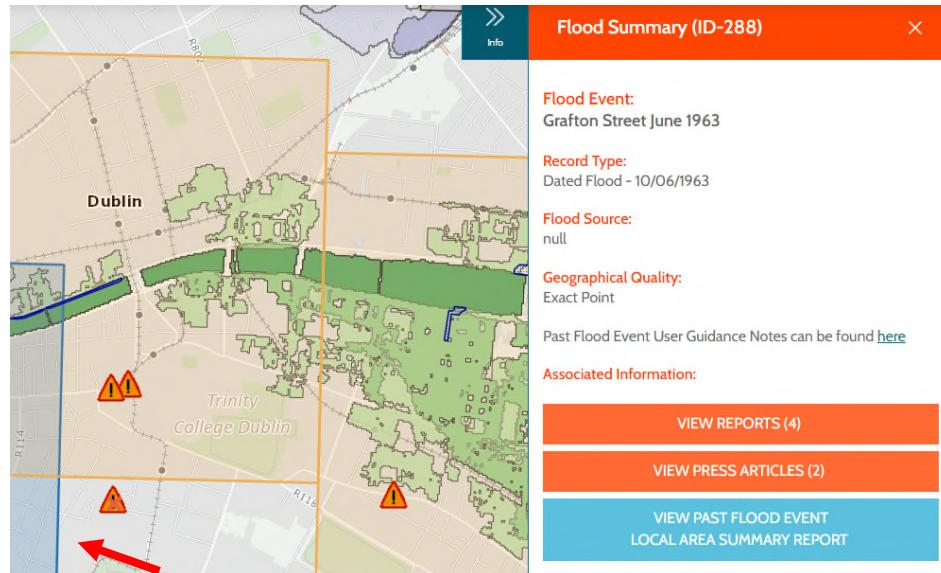 R802
Info
Dublin
Trinity
College Dublin
R114
R118
Flood Summary (ID-288)
Flood Event:
Grafton Street June 1963
Record Type:
Dated Flood - 10/06/1963
Flood Source:
null
Geographical Quality:
Exact Point
Past Flood Event User Guidance Notes can be found here
Associated Information:
VIEW REPORTS (4)
VIEW PRESS ARTICLES (2)
VIEW PAST FLOOD EVENT
LOCAL AREA SUMMARY REPORT